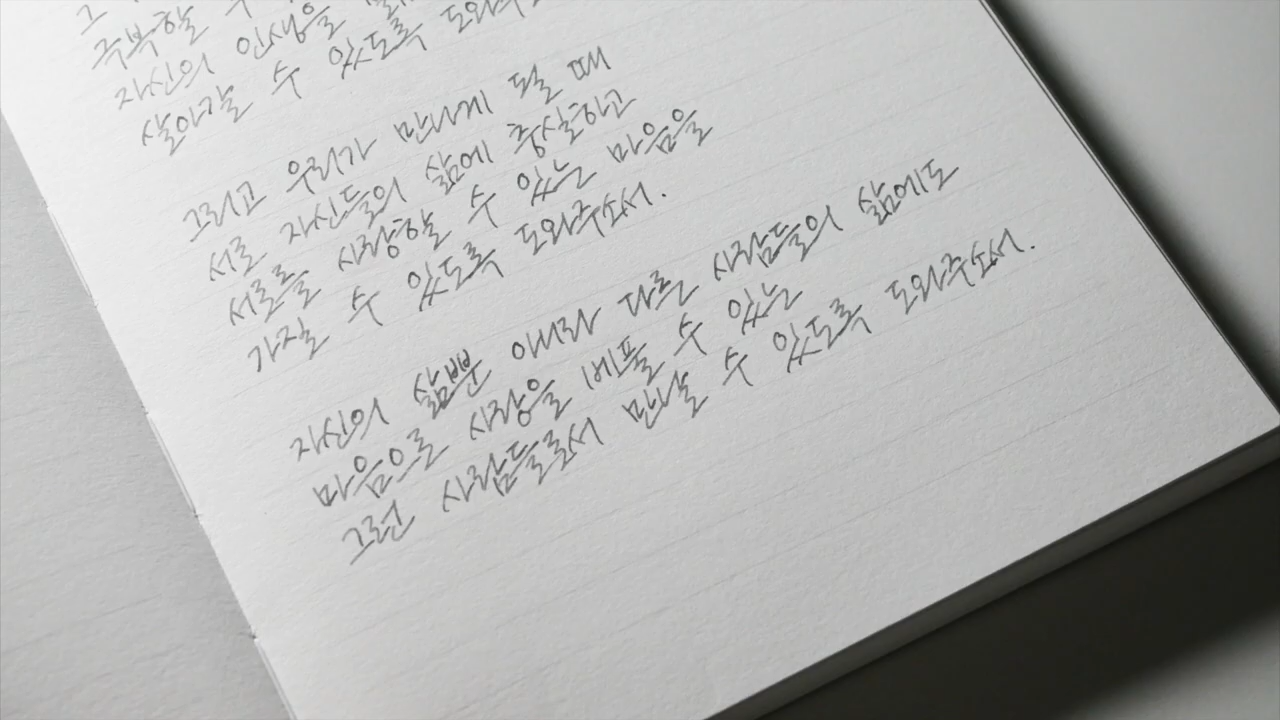 극복할
자신의 인생을
살아갈 수 있도록 도와주
그리고 우리가 만나게 될 때
서로 자신들의 삶에 충실하고
서로를 사랑할 수 있는 마음을
가질 수 있도록 도와주소서.
자신의 삶뿐 아니라 다른 사람들의 삶에도
마음으로 사랑을 베풀 수 있는
그런 사람들로서 만날 수 있도록 도와주소서.